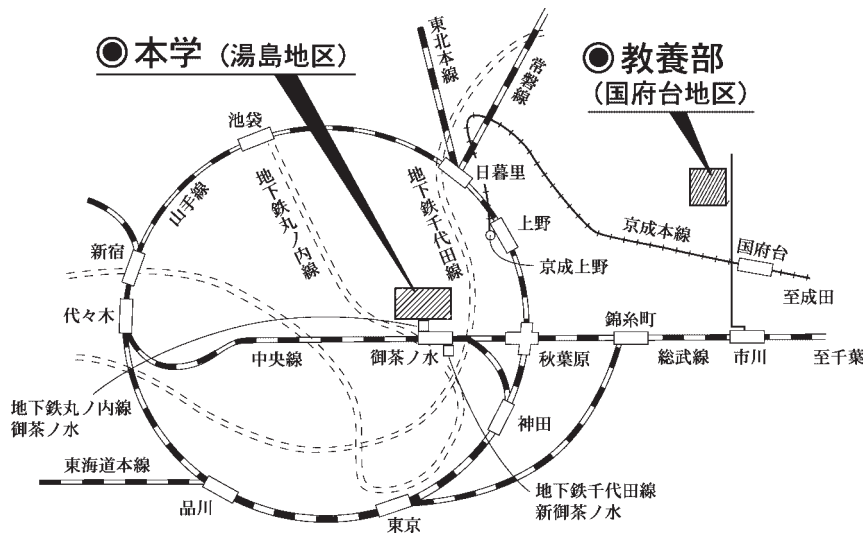 ◉本学（湯島地区）
◉教養部
（国府台地区）
東北本線
常磐線
池袋
日暮里
地下鉄丸ノ内線
地下鉄千代田線
山手線
上野
京成本線
国府台
新宿
京成上野
至成田
代々木
錦糸町
中央線
御茶ノ水
秋葉原
総武線
市川
至千葉
地下鉄丸ノ内線
御茶ノ水
神田
東海道本線
品川
東京
地下鉄千代田線
新御茶ノ水